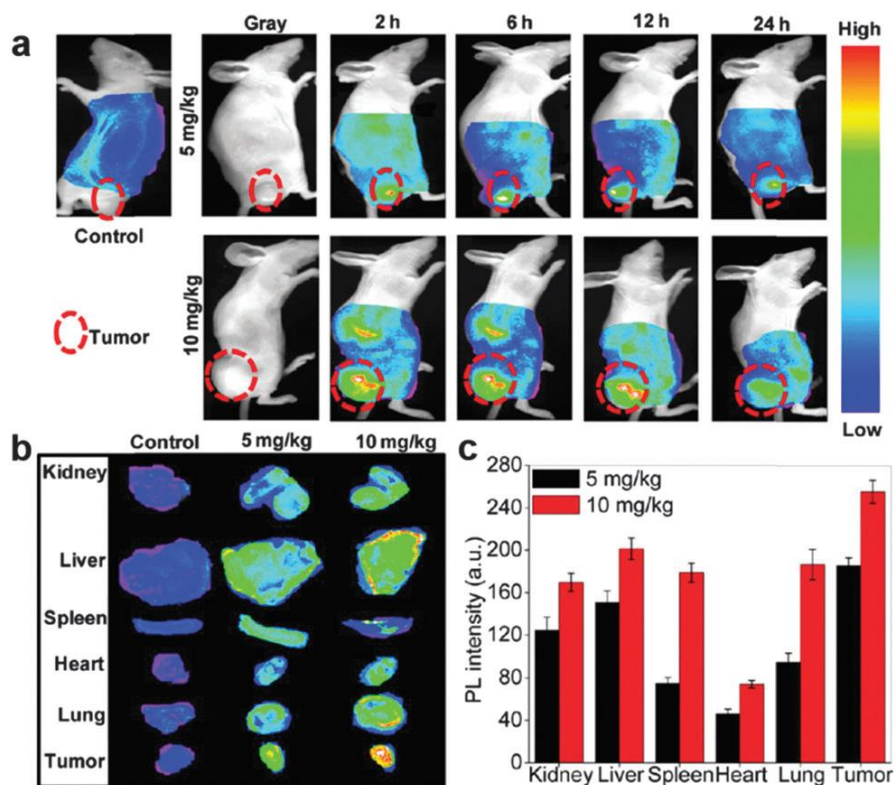 a
Gray 2 h 6 h 12 h 24 h High
5 mg/kg
Control
10 mg/kg
Tumor
Low
b
Control 5 mg/kg 10 mg/kg
Kidney
Liver
Spleen
Heart
Lung
Tumor
c
280
240
200
160
120
80
40
0
PL intensity (a.u.)
5 mg/kg
10 mg/kg
Kidney Liver Spleen Heart Lung Tumor